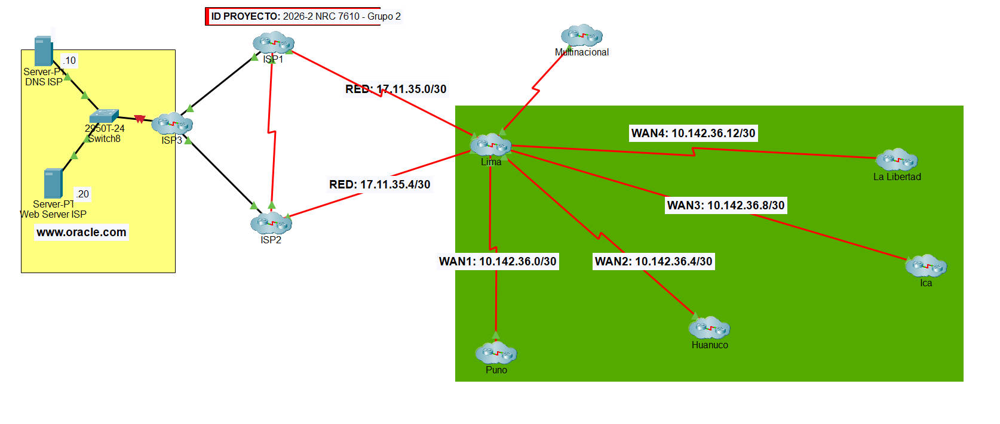 ID PROYECTO: 2026-2 NRC 7610 - Grupo 2
ISP1
Multinacional
.10
Server-PT
DNS ISP
RED: 17.11.35.0/30
2950T-24
Switch8
ISP3
WAN4: 10.142.36.12/30
Lima
La Libertad
.20
Server-PT
Web Server ISP
RED: 17.11.35.4/30
WAN3: 10.142.36.8/30
www.oracle.com
ISP2
WAN1: 10.142.36.0/30
WAN2: 10.142.36.4/30
Ica
Huanuco
Puno